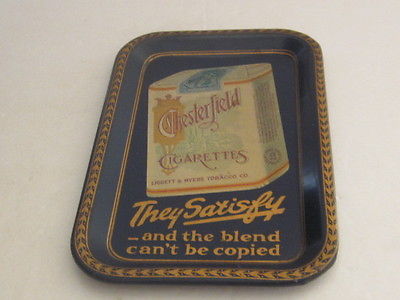 Chesterfield
CIGARETTES
LIGGETT & MYERS TOBACCO CO.
They Satisfy
—and the blend
can't be copied